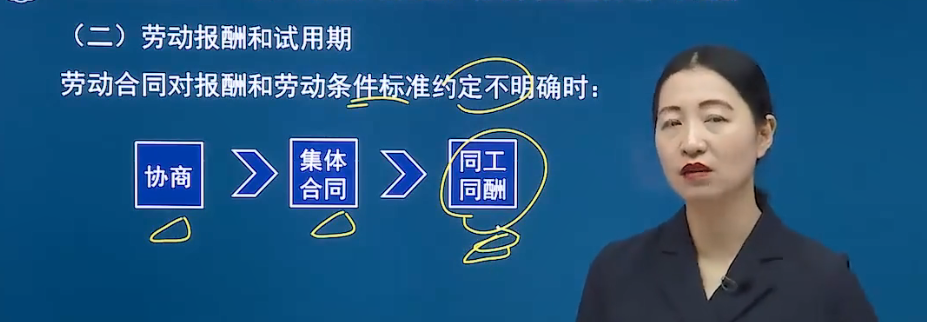 （二）劳动报酬和试用期
劳动合同对报酬和劳动条件标准约定不明确时：
协商
集体
合同
同工
同酬